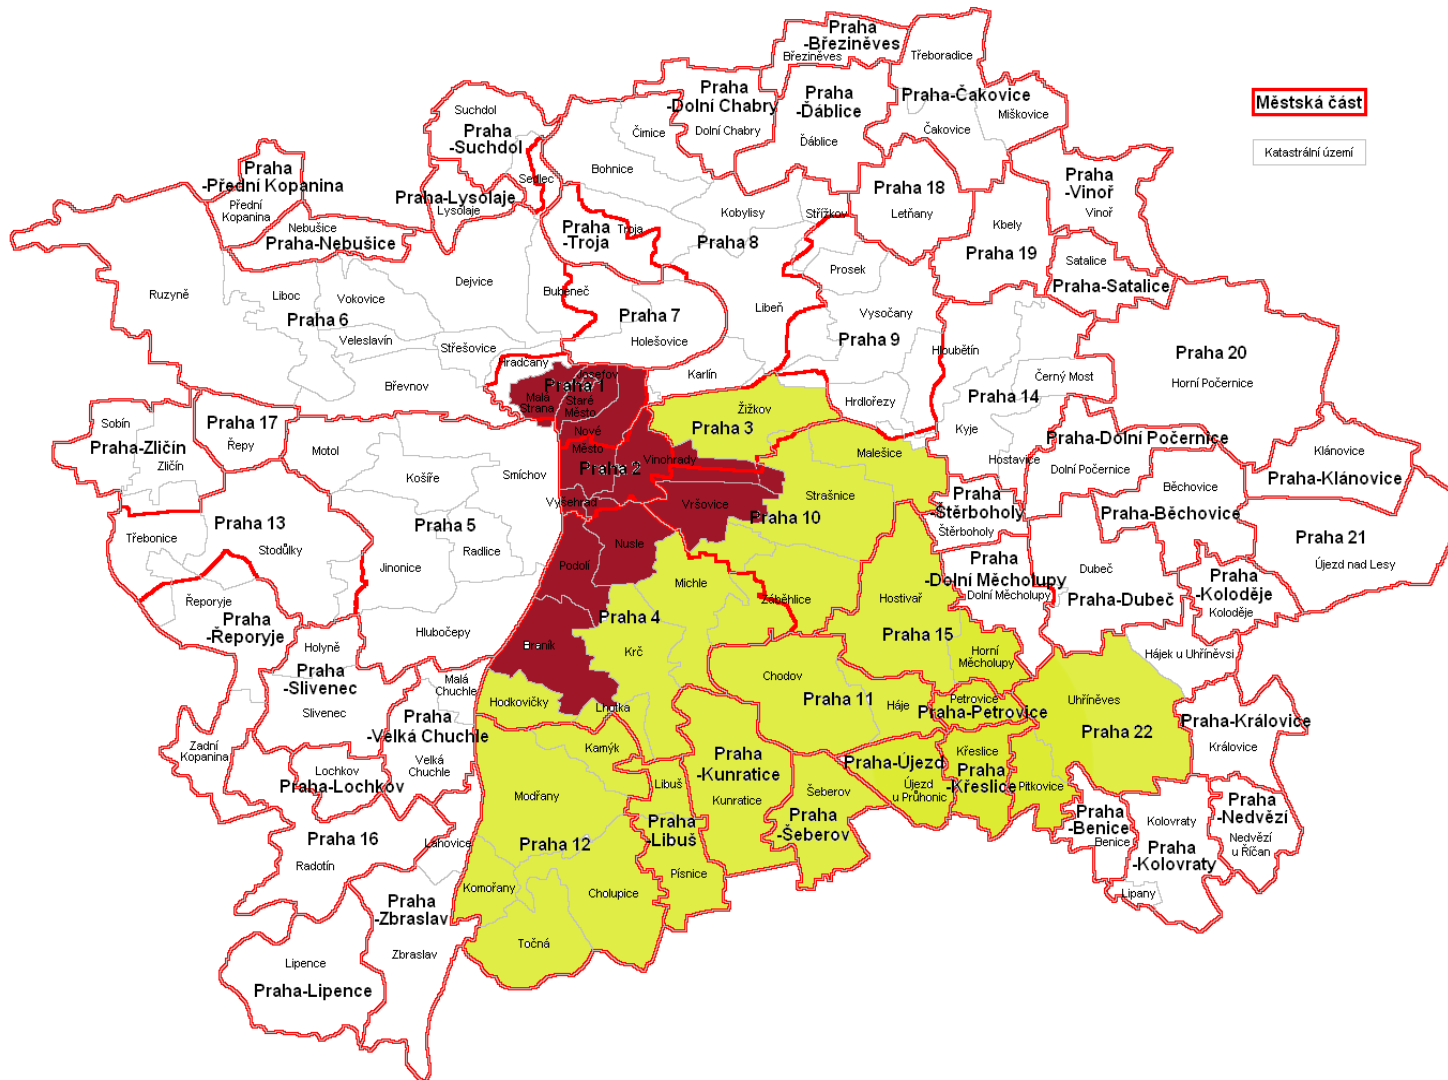 Praha
-Březiněves
Březiněves
Třeboradice
Praha
-Dolní Chabry
Dolní Chabry
Praha
-Ďáblice
Ďáblice
Praha-Čakovice
Čakovice
Miškovice
Městská část
Katastrální území
Suchdol
Praha
-Suchdol
Sedlec
Čimice
Bohnice
Praha
-Přední Kopanina
Přední
Kopanina
Praha-Lysolaje
Lysolaje
Nebušice
Praha-Nebušice
Praha
-Troja
Troja
Kobylisy
Střížkov
Praha 8
Praha 18
Letňany
Praha
-Vinoř
Vinoř
Kbely
Praha 19
Satalice
Praha-Satalice
Prosek
Ruzyně
Liboc
Vokovice
Dejvice
Bubeneč
Praha 6
Veleslavín
Střešovice
Břevnov
Praha 7
Holešovice
Libeň
Vysočany
Praha 9
Hloubětín
Praha 20
Horní Počernice
Hradčany
Karlín
Josefov
Praha 1
Malá
Strana
Staré
Město
Nové
Město
Žižkov
Praha 3
Hrdlořezy
Černý Most
Praha 14
Kyje
Hostavice
Praha 17
Řepy
Sobín
Praha-Zličín
Zličín
Motol
Košíře
Smíchov
Praha 2
Vinohrady
Malešice
Praha-Dolní Počernice
Dolní Počernice
Klánovice
Praha-Klánovice
Běchovice
Praha-Běchovice
Vyšehrad
Vršovice
Strašnice
Praha 10
Praha
-Štěrboholy
Štěrboholy
Praha 13
Třebonice
Stodůlky
Praha 5
Radlice
Jinonice
Nusle
Podolí
Michle
Záběhlice
Hostivař
Praha
-Dolní Měcholupy
Dolní Měcholupy
Dubeč
Praha-Dubeč
Praha 21
Újezd nad Lesy
Praha
-Koloděje
Koloděje
Řeporyje
Praha
-Řeporyje
Hlubočepy
Praha 4
Praha 15
Holyně
Praha
-Slivenec
Slivenec
Malá
Chuchle
Braník
Krč
Horní
Měcholupy
Hájek u Uhříněvsi
Hodkovičky
Lhotka
Chodov
Praha 11
Háje
Petrovice
Praha-Petrovice
Uhříněves
Praha 22
Praha-Královice
Královice
Praha
-Velká Chuchle
Velká
Chuchle
Zadní
Kopanina
Lochkov
Praha-Lochkov
Kamýk
Modřany
Libuš
Praha
-Kunratice
Kunratice
Praha-Újezd
Újezd
u Průhonic
Křeslice
Praha
-Křeslice
Pitkovice
Praha 16
Radotín
Lahovice
Praha 12
Praha
-Libuš
Šeberov
Praha
-Šeberov
Praha
-Benice
Benice
Kolovraty
Praha
-Kolovraty
Lipany
Praha
-Nedvězí
Nedvězí
u Říčan
Komořany
Cholupice
Písnice
Praha
-Zbraslav
Zbraslav
Točná
Lipence
Praha-Lipence